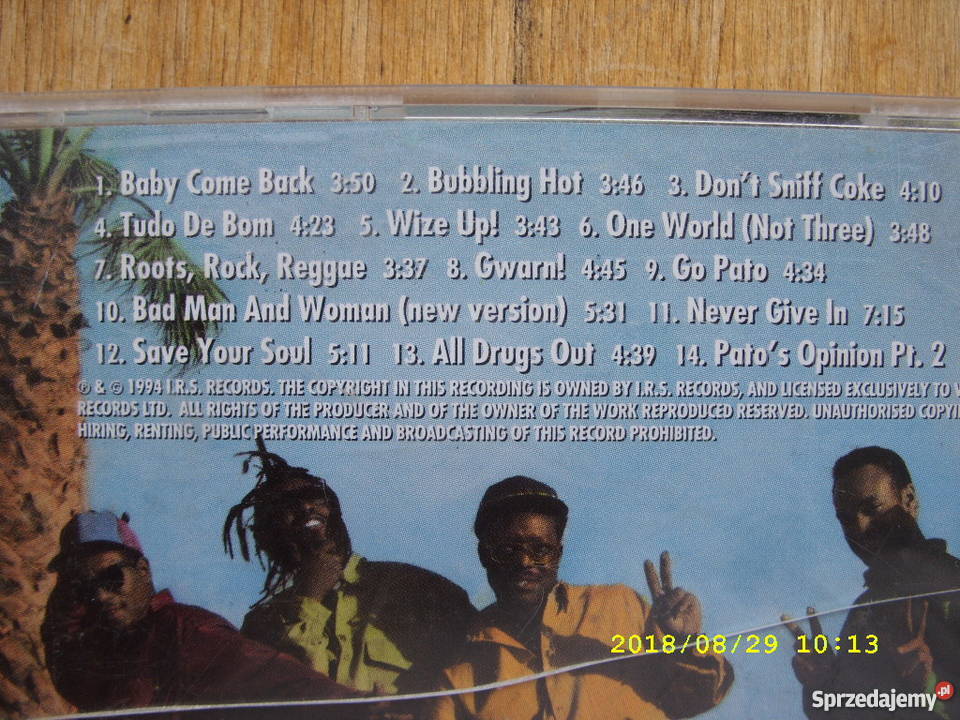 1. Baby Come Back 3:50 2. Bubbling Hot 3:46 3. Don't Sniff Coke 4:10
4. Tudo De Bom 4:23 5. Wize Up! 3:43 6. One World (Not Three) 3:48
7. Roots, Rock, Reggae 3:37 8. Gwarn! 4:45 9. Go Pato 4:34
10. Bad Man And Woman (new version) 5:31 11. Never Give In 7:15
12. Save Your Soul 5:11 13. All Drugs Out 4:39 14. Pato's Opinion Pt. 2
℗ & © 1994 I.R.S. RECORDS. THE COPYRIGHT IN THIS RECORDING IS OWNED BY I.R.S. RECORDS, AND LICENSED EXCLUSIVELY TO
RECORDS LTD. ALL RIGHTS OF THE PRODUCER AND OF THE OWNER OF THE WORK REPRODUCED RESERVED. UNAUTHORISED
HIRING, RENTING, PUBLIC PERFORMANCE AND BROADCASTING OF THIS RECORD PROHIBITED.
2018/08/29 10:13
Sprzedajemy.pl